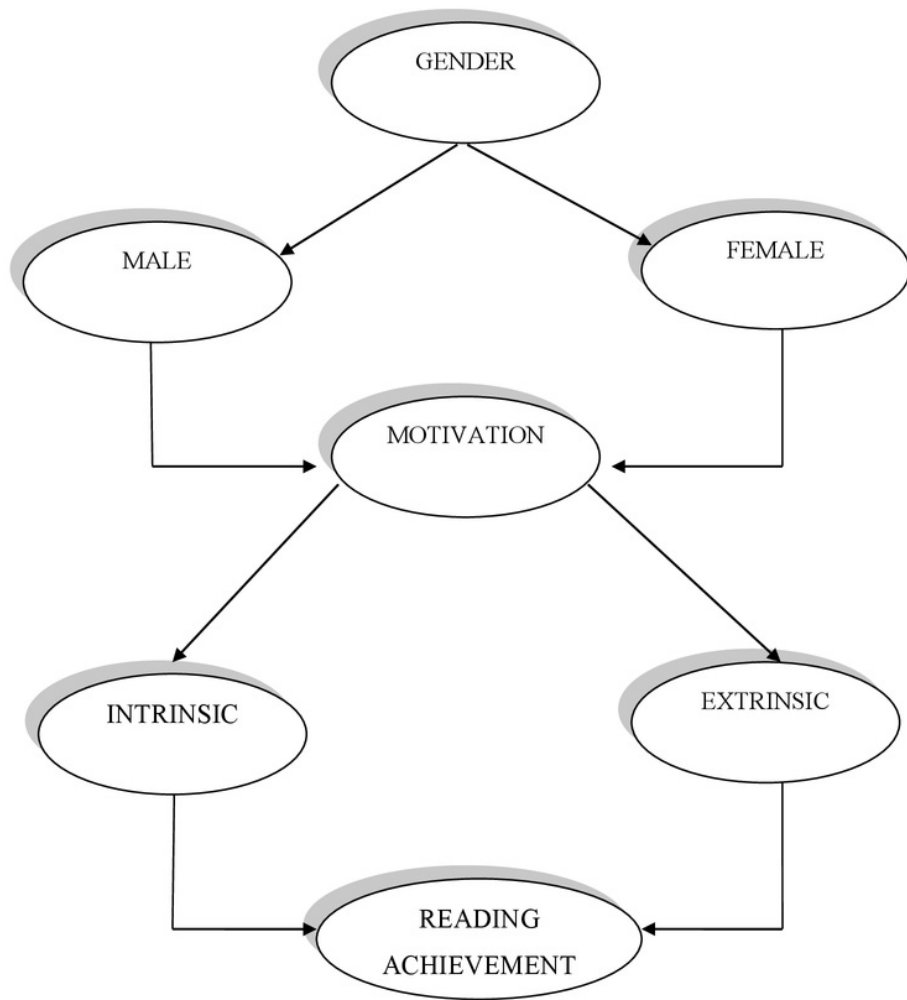 GENDER
MALE
FEMALE
MOTIVATION
INTRINSIC
EXTRINSIC
READING
ACHIEVEMENT